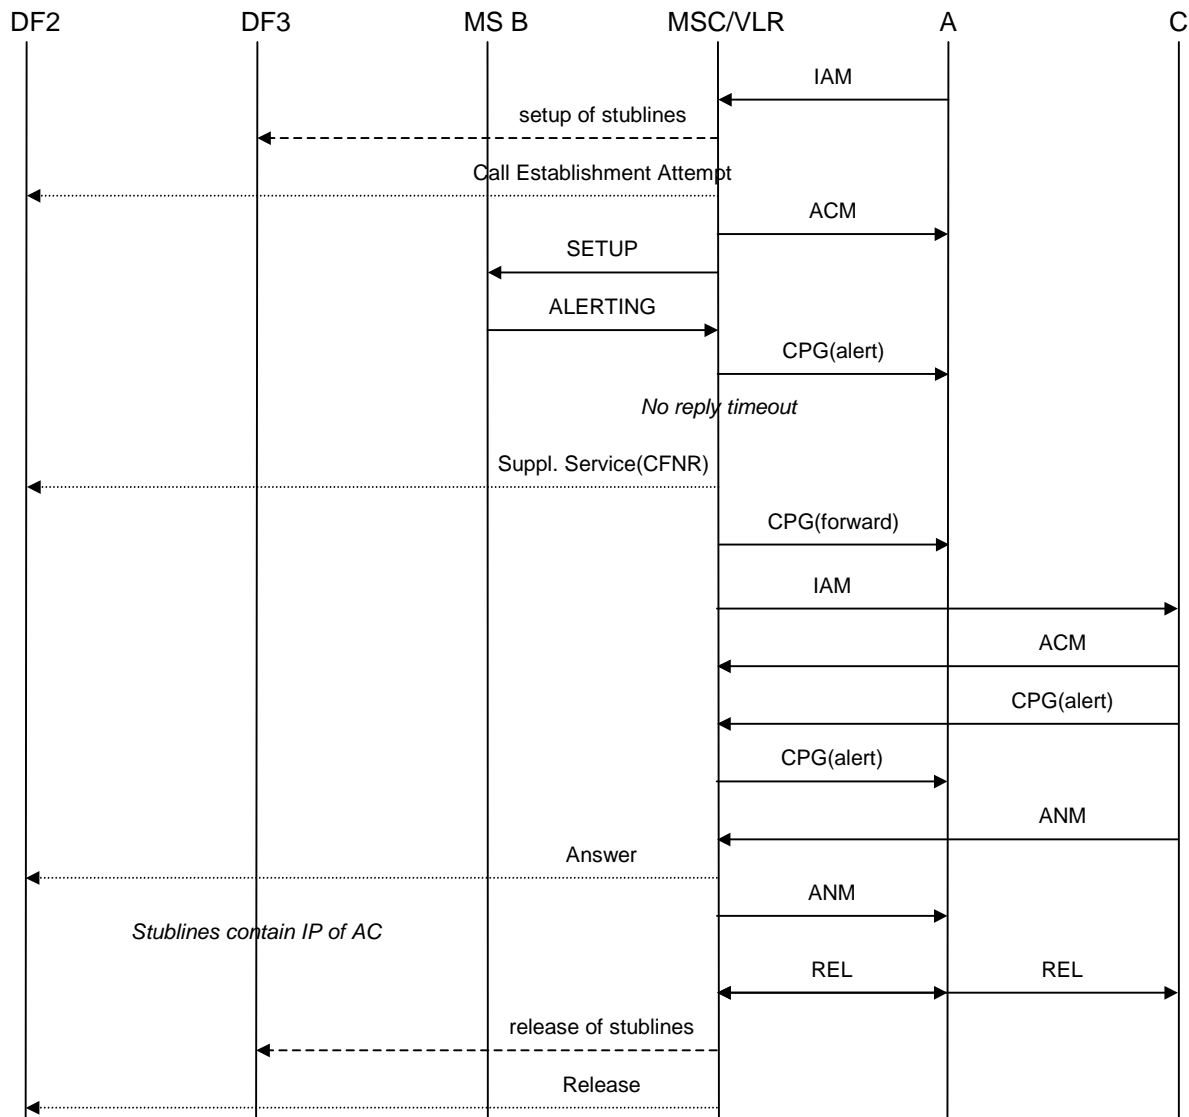 DF2 DF3 MS B MSC/VLR A C
IAM
setup of stublines
Call Establishment Attempt
ACM
SETUP
ALERTING
CPG(alert)
No reply timeout
Suppl. Service(CFNR)
CPG(forward)
IAM
ACM
CPG(alert)
CPG(alert)
ANM
Answer
ANM
Stublines contain IP of AC
REL REL
release of stublines
Release